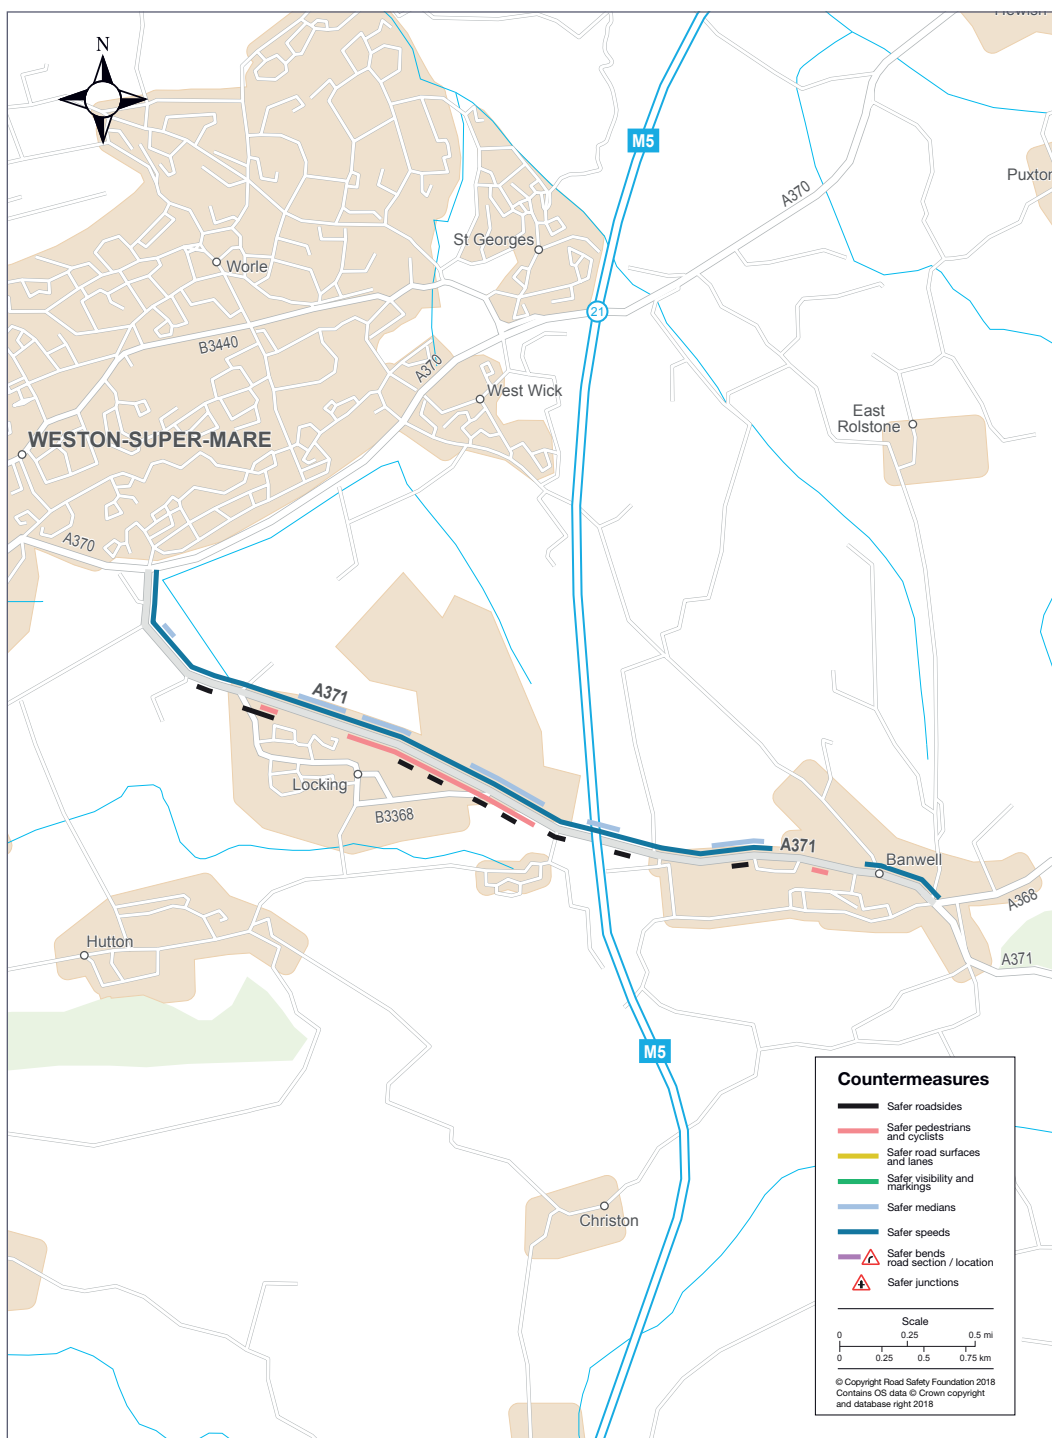 N
Hewish
M5
Puxton
A370
St Georges
Worle
21
B3440
A370
West Wick
East
Rolstone
WESTON-SUPER-MARE
A370
A371
Locking
B3368
A371
Banwell
A368
Hutton
A371
M5
Christon
Countermeasures
Safer roadsides
Safer pedestrians
and cyclists
Safer road surfaces
and lanes
Safer visibility and
markings
Safer medians
Safer speeds
Safer bends
road section / location
Safer junctions
Scale
0 0.25 0.5 mi
0 0.25 0.5 0.75 km
© Copyright Road Safety Foundation 2018
Contains OS data © Crown copyright
and database right 2018